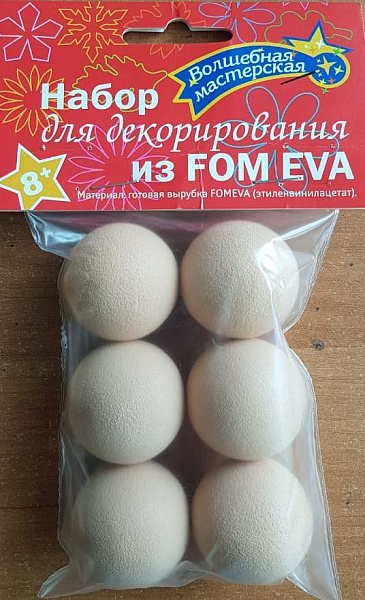 Волшебная
мастерская
Набор
для декорирования
из FOM EVA
8+
Материал: готовая вырубка FOMEVA (этиленвинилацетат).